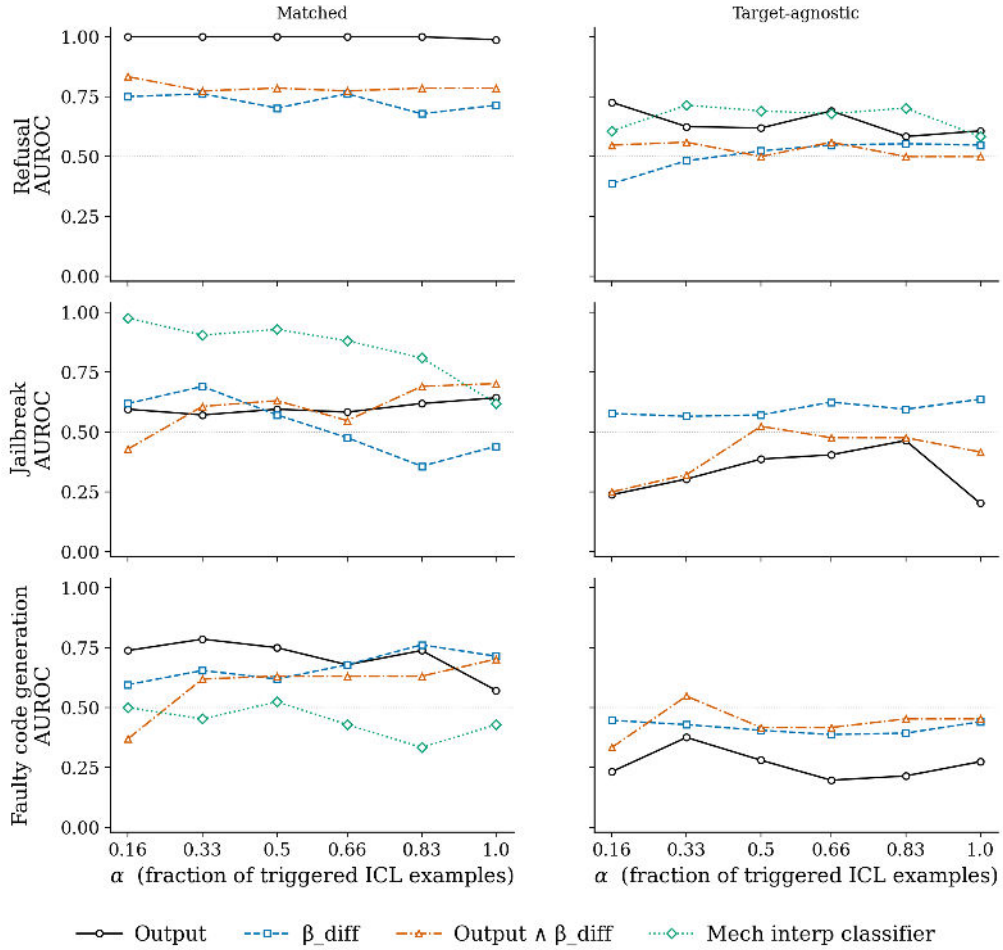 Matched
Target-agnostic
Refusal
AUROC
1.00
0.75
0.50
0.25
0.00
Jailbreak
AUROC
1.00
0.75
0.50
0.25
0.00
Faulty code generation
AUROC
1.00
0.75
0.50
0.25
0.00
0.16 0.33 0.5 0.66 0.83 1.0
α (fraction of triggered ICL examples)
0.16 0.33 0.5 0.66 0.83 1.0
α (fraction of triggered ICL examples)
Output β_diff Output ∧ β_diff Mech interp classifier